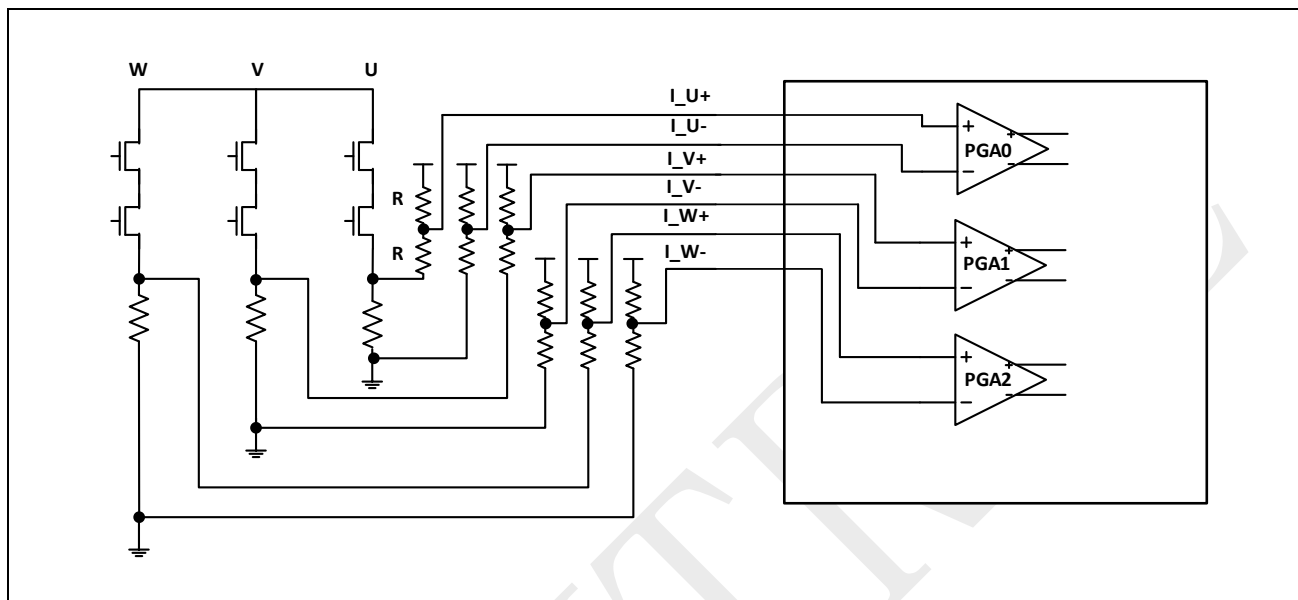 W V U
I_U+
I_U-
I_V+
I_V-
I_W+
I_W-
R
R
+ + PGA0 - -
+ PGA1 -
+ + PGA2 - -